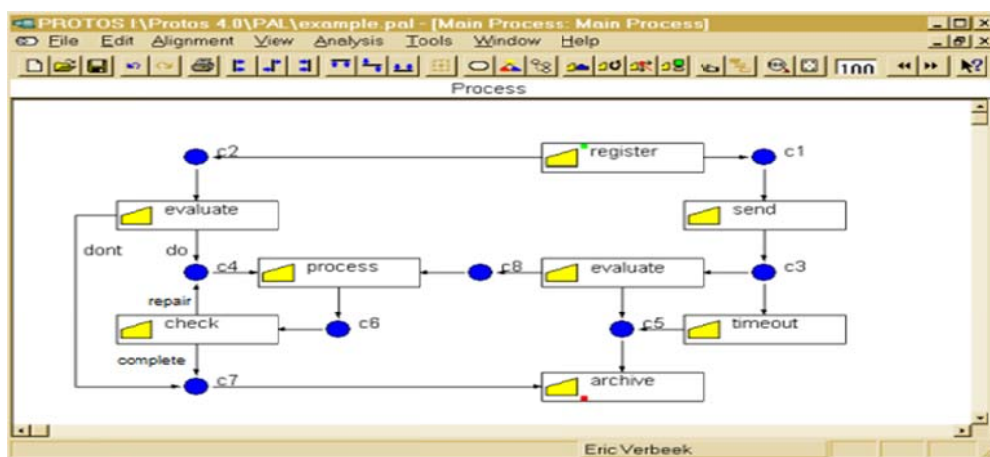 PROTOS I:\Protos 4.0\PAL\example.pal - [Main Process: Main Process]
File Edit Alignment View Analysis Tools Window Help
100
Process
c2 register c1
evaluate send
dont do c4 process c8 evaluate c3
repair
check c6 c5 timeout
complete
c7 archive
Eric Verbeek